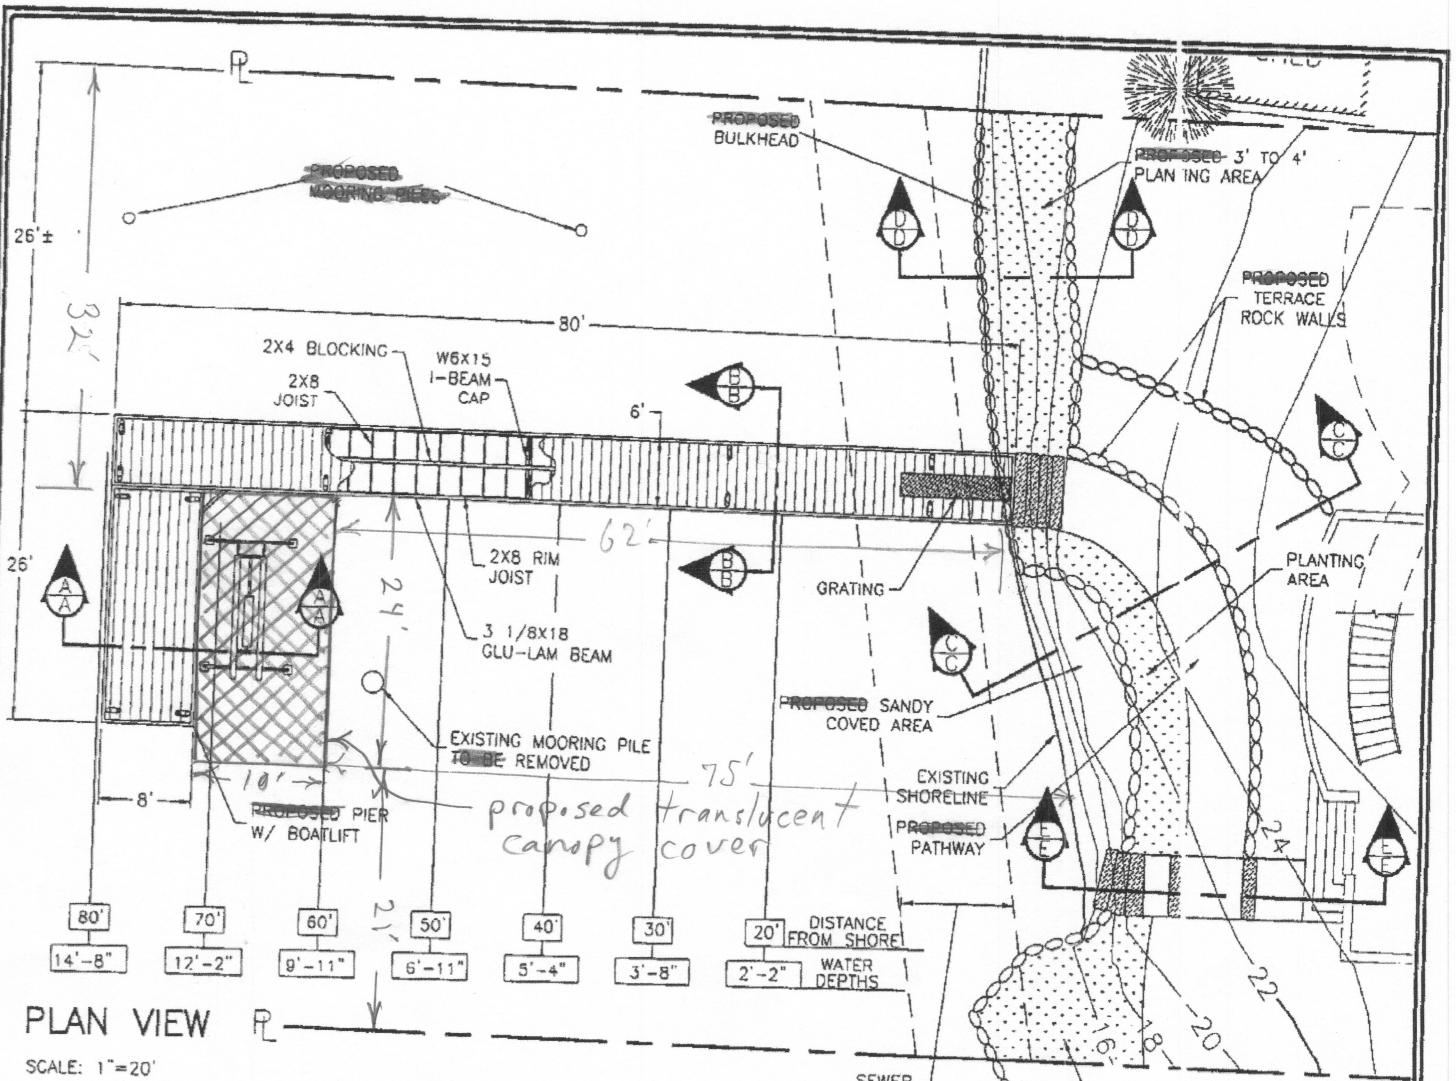 PL
SHED
PROPOSED
BULKHEAD
PROPOSED 3' TO 4'
PLANTING AREA
PROPOSED
MOORING PILES
26'±
32'
D
D
D
D
PROPOSED
TERRACE
ROCK WALLS
80'
2X4 BLOCKING
W6X15
I-BEAM
CAP
2X8
JOIST
6'
B
B
C
C
26'
62'
2X8 RIM
JOIST
B
B
GRATING
PLANTING
AREA
A
A
A
A
24'
3 1/8X18
GLU-LAM BEAM
C
C
PROPOSED SANDY
COVED AREA
EXISTING MOORING PILE
TO BE REMOVED
75'
10'
8'
PROPOSED PIER
W/ BOATLIFT
proposed translucent
canopy cover
EXISTING
SHORELINE
PROPOSED
PATHWAY
E
E
E
E
24
21'
80' 70' 60' 50' 40' 30' 20' DISTANCE
FROM SHORE
14'-8" 12'-2" 9'-11" 6'-11" 5'-4" 3'-8" 2'-2" WATER
DEPTHS
22
20
18
16
PLAN VIEW
PL
SCALE: 1"=20'
SEWER